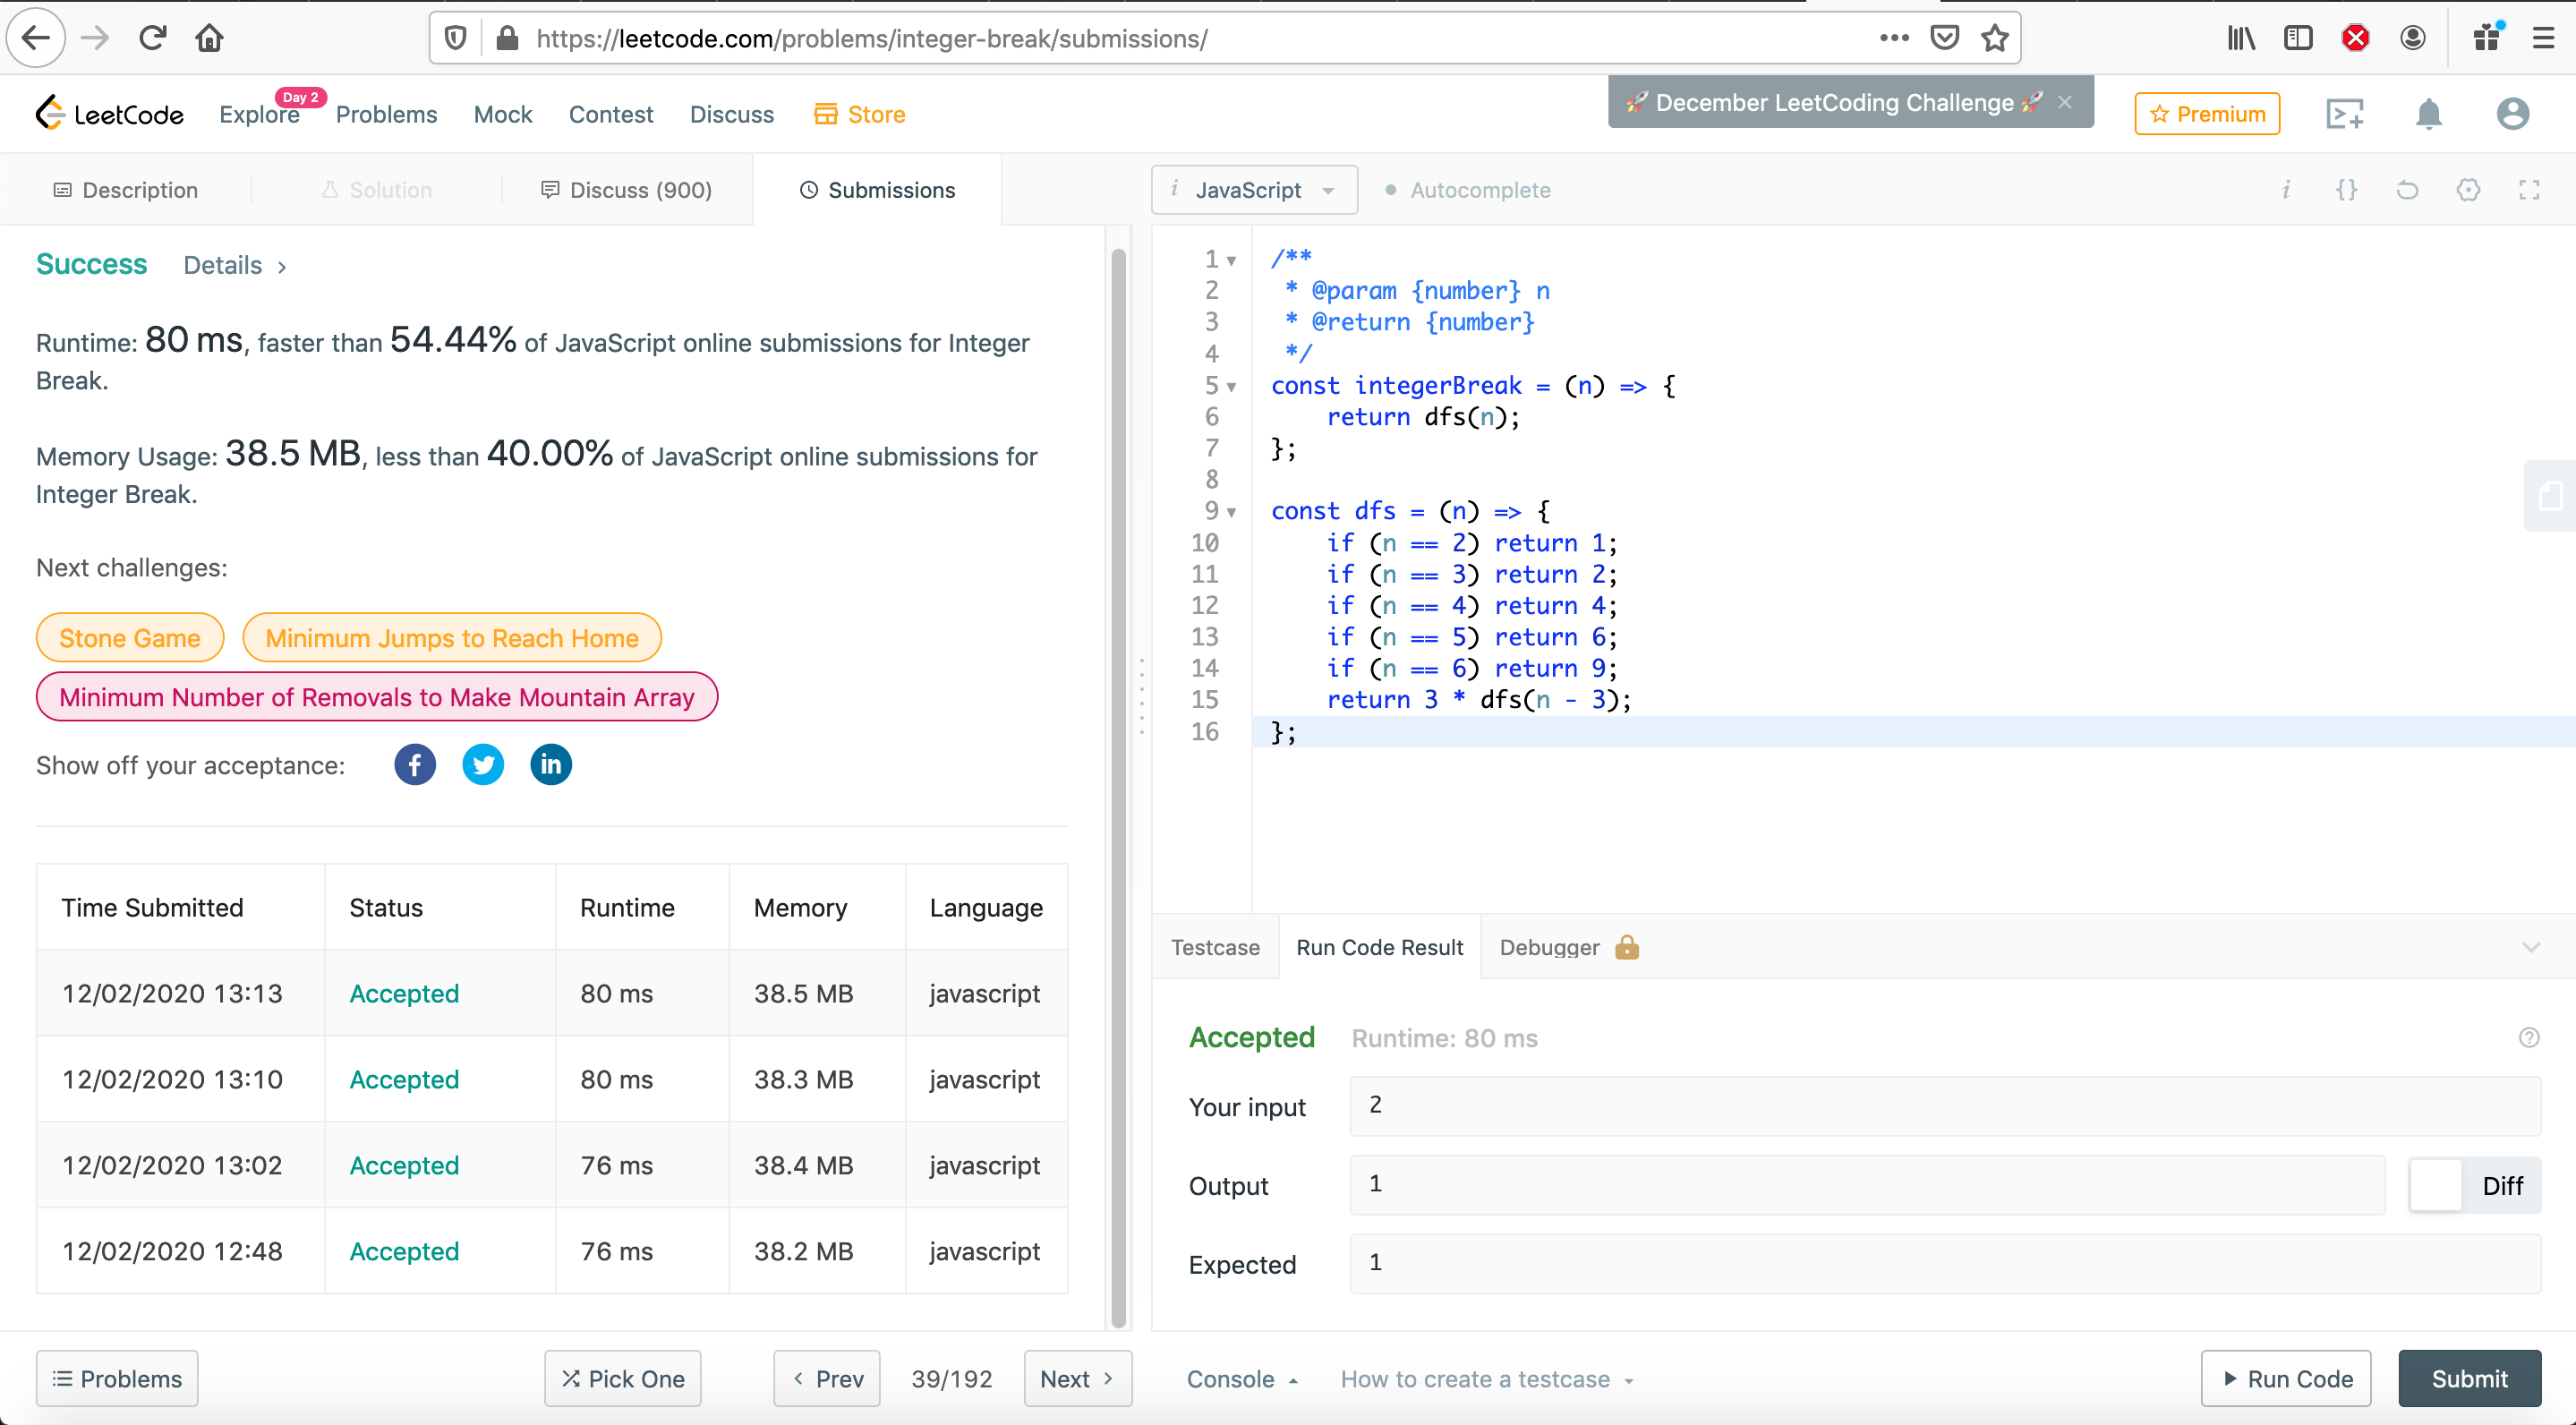 https://leetcode.com/problems/integer-break/submissions/
LeetCode
Explore
Day 2
Problems
Mock
Contest
Discuss
Store
🚀 December LeetCoding Challenge 🚀 ×
Premium
Description
Solution
Discuss (900)
Submissions
i JavaScript
Autocomplete
Success
Details >
Runtime: 80 ms, faster than 54.44% of JavaScript online submissions for Integer
Break.
Memory Usage: 38.5 MB, less than 40.00% of JavaScript online submissions for
Integer Break.
Next challenges:
Stone Game
Minimum Jumps to Reach Home
Minimum Number of Removals to Make Mountain Array
Show off your acceptance:
Time Submitted Status Runtime Memory Language
12/02/2020 13:13 Accepted 80 ms 38.5 MB javascript
12/02/2020 13:10 Accepted 80 ms 38.3 MB javascript
12/02/2020 13:02 Accepted 76 ms 38.4 MB javascript
12/02/2020 12:48 Accepted 76 ms 38.2 MB javascript
Problems
Pick One
< Prev
39/192
Next >
1 /**
2  * @param {number} n
3  * @return {number}
4  */
5 const integerBreak = (n) => {
6     return dfs(n);
7 };
8
9 const dfs = (n) => {
10     if (n == 2) return 1;
11     if (n == 3) return 2;
12     if (n == 4) return 4;
13     if (n == 5) return 6;
14     if (n == 6) return 9;
15     return 3 * dfs(n - 3);
16 };
Testcase
Run Code Result
Debugger
Accepted
Runtime: 80 ms
Your input
2
Output
1
Diff
Expected
1
Console
How to create a testcase
Run Code
Submit